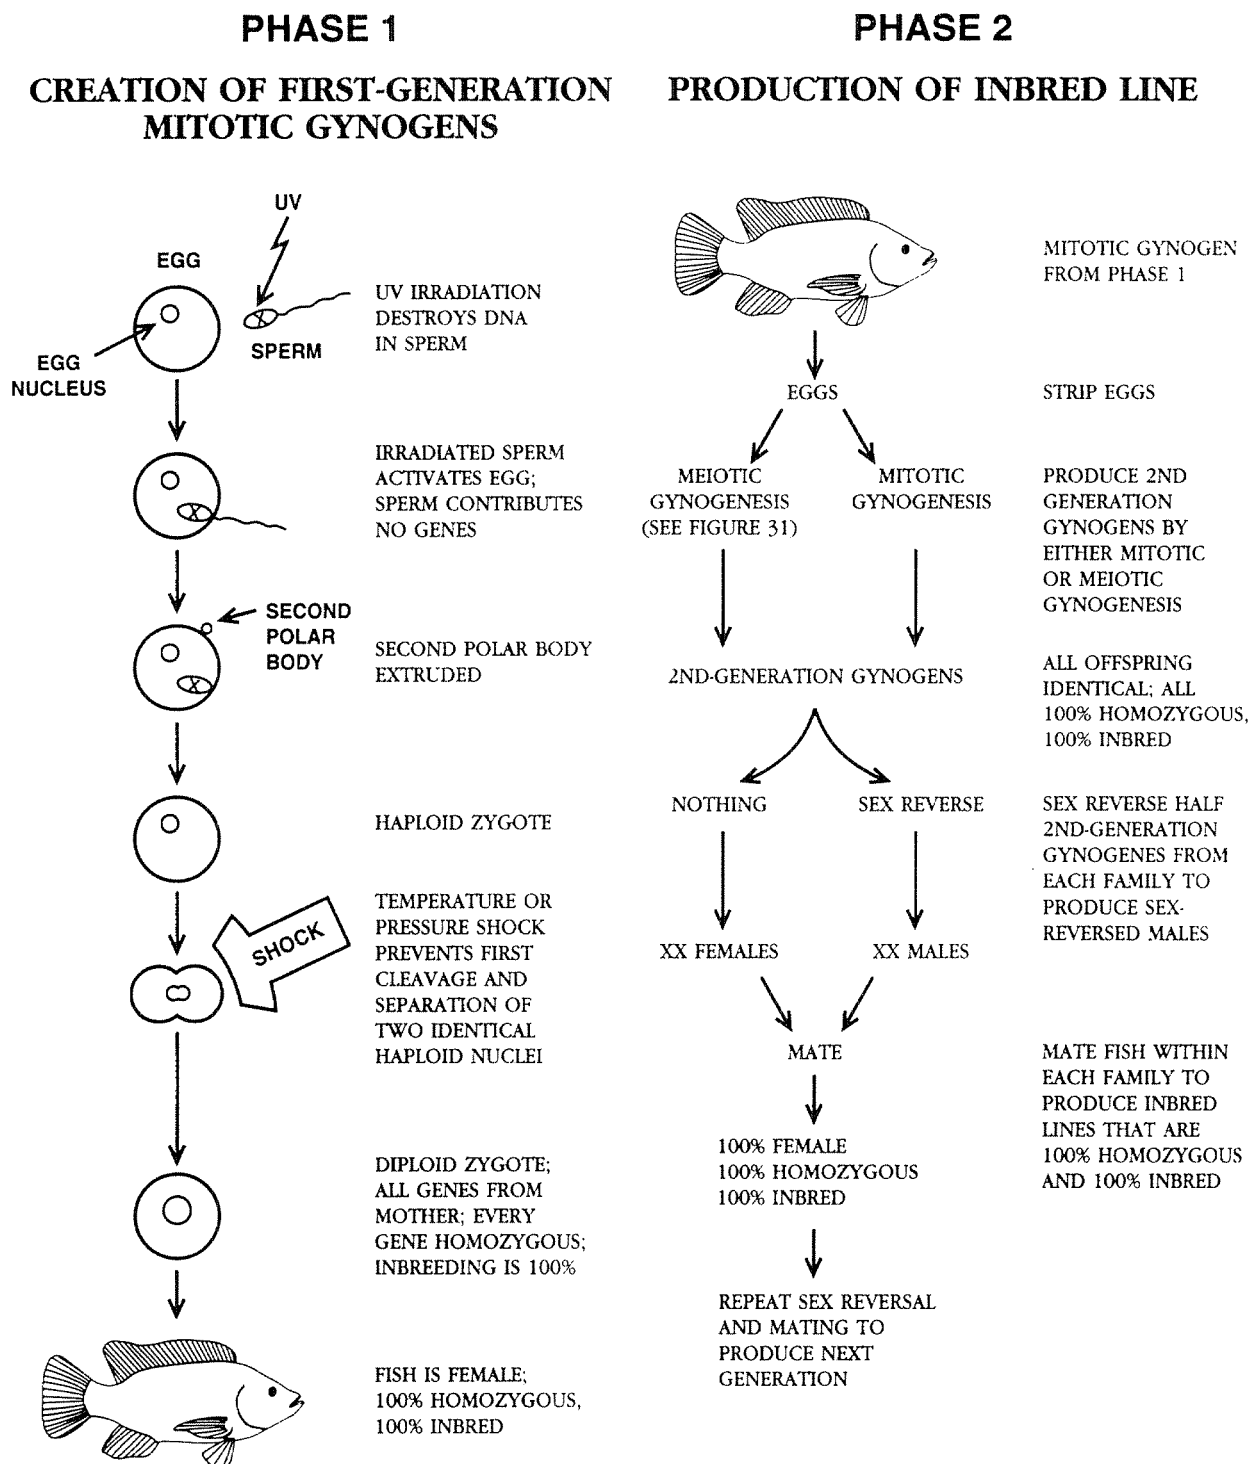 PHASE 1
CREATION OF FIRST-GENERATION
MITOTIC GYNOGENS
UV
EGG
UV IRRADIATION
DESTROYS DNA
IN SPERM
SPERM
EGG
NUCLEUS
IRRADIATED SPERM
ACTIVATES EGG;
SPERM CONTRIBUTES
NO GENES
SECOND
POLAR
BODY
SECOND POLAR BODY
EXTRUDED
HAPLOID ZYGOTE
SHOCK
TEMPERATURE OR
PRESSURE SHOCK
PREVENTS FIRST
CLEAVAGE AND
SEPARATION OF
TWO IDENTICAL
HAPLOID NUCLEI
DIPLOID ZYGOTE;
ALL GENES FROM
MOTHER; EVERY
GENE HOMOZYGOUS;
INBREEDING IS 100%
FISH IS FEMALE;
100% HOMOZYGOUS,
100% INBRED
PHASE 2
PRODUCTION OF INBRED LINE
MITOTIC GYNOGEN
FROM PHASE 1
EGGS
STRIP EGGS
MEIOTIC
GYNOGENESIS
(SEE FIGURE 31)
MITOTIC
GYNOGENESIS
PRODUCE 2ND
GENERATION
GYNOGENS BY
EITHER MITOTIC
OR MEIOTIC
GYNOGENESIS
2ND-GENERATION GYNOGENS
ALL OFFSPRING
IDENTICAL; ALL
100% HOMOZYGOUS,
100% INBRED
NOTHING
SEX REVERSE
SEX REVERSE HALF
2ND-GENERATION
GYNOGENES FROM
EACH FAMILY TO
PRODUCE SEX-
REVERSED MALES
XX FEMALES
XX MALES
MATE
MATE FISH WITHIN
EACH FAMILY TO
PRODUCE INBRED
LINES THAT ARE
100% HOMOZYGOUS
AND 100% INBRED
100% FEMALE
100% HOMOZYGOUS
100% INBRED
REPEAT SEX REVERSAL
AND MATING TO
PRODUCE NEXT
GENERATION